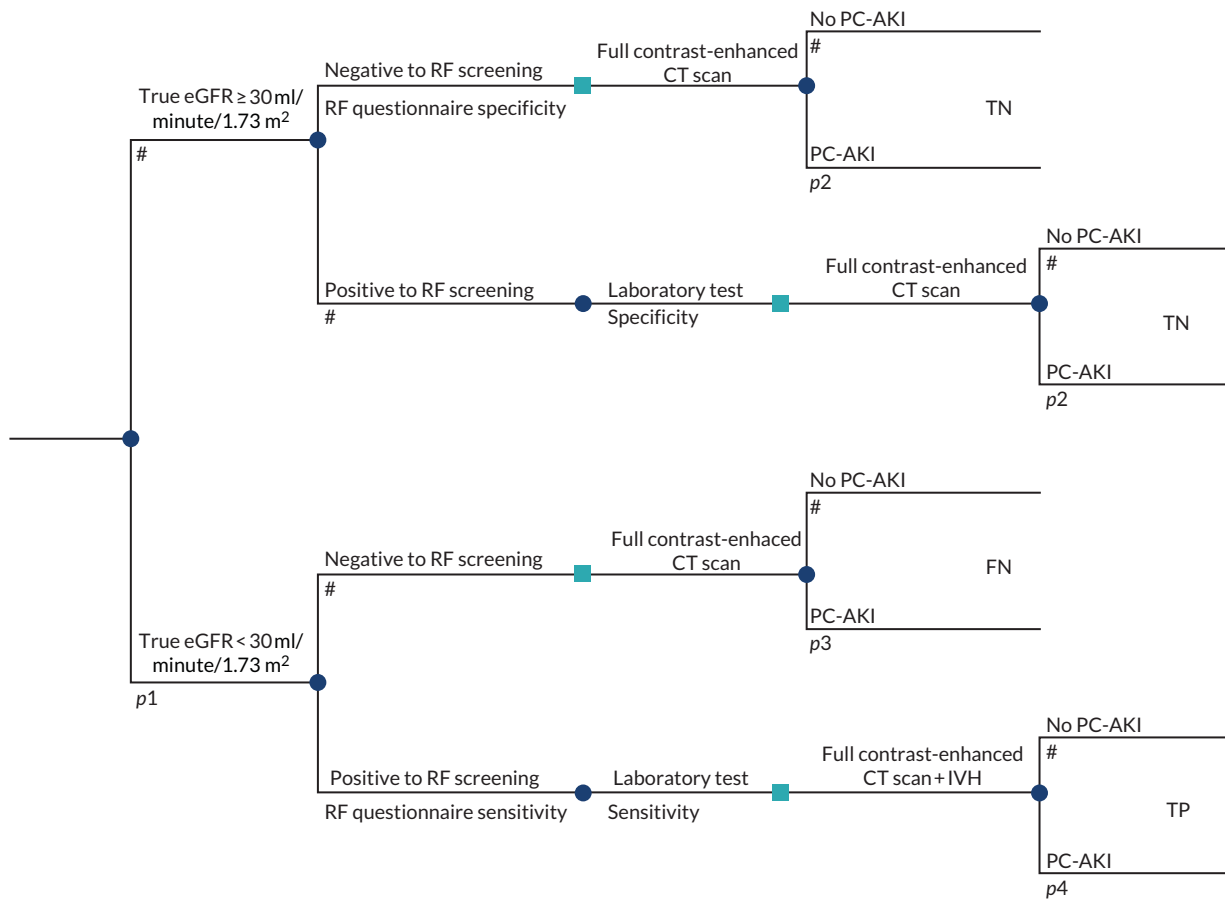 No PC-AKI
#
Full contrast-enhanced
CT scan
Negative to RF screening
RF questionnaire specificity
True eGFR ≥ 30 ml/
minute/1.73 m²
#
TN
PC-AKI
p2
No PC-AKI
#
Full contrast-enhanced
CT scan
Positive to RF screening
#
Laboratory test
Specificity
TN
PC-AKI
p2
No PC-AKI
#
Full contrast-enhaced
CT scan
Negative to RF screening
#
FN
PC-AKI
p3
True eGFR < 30 ml/
minute/1.73 m²
p1
No PC-AKI
#
Full contrast-enhanced
CT scan + IVH
Positive to RF screening
RF questionnaire sensitivity
Laboratory test
Sensitivity
TP
PC-AKI
p4